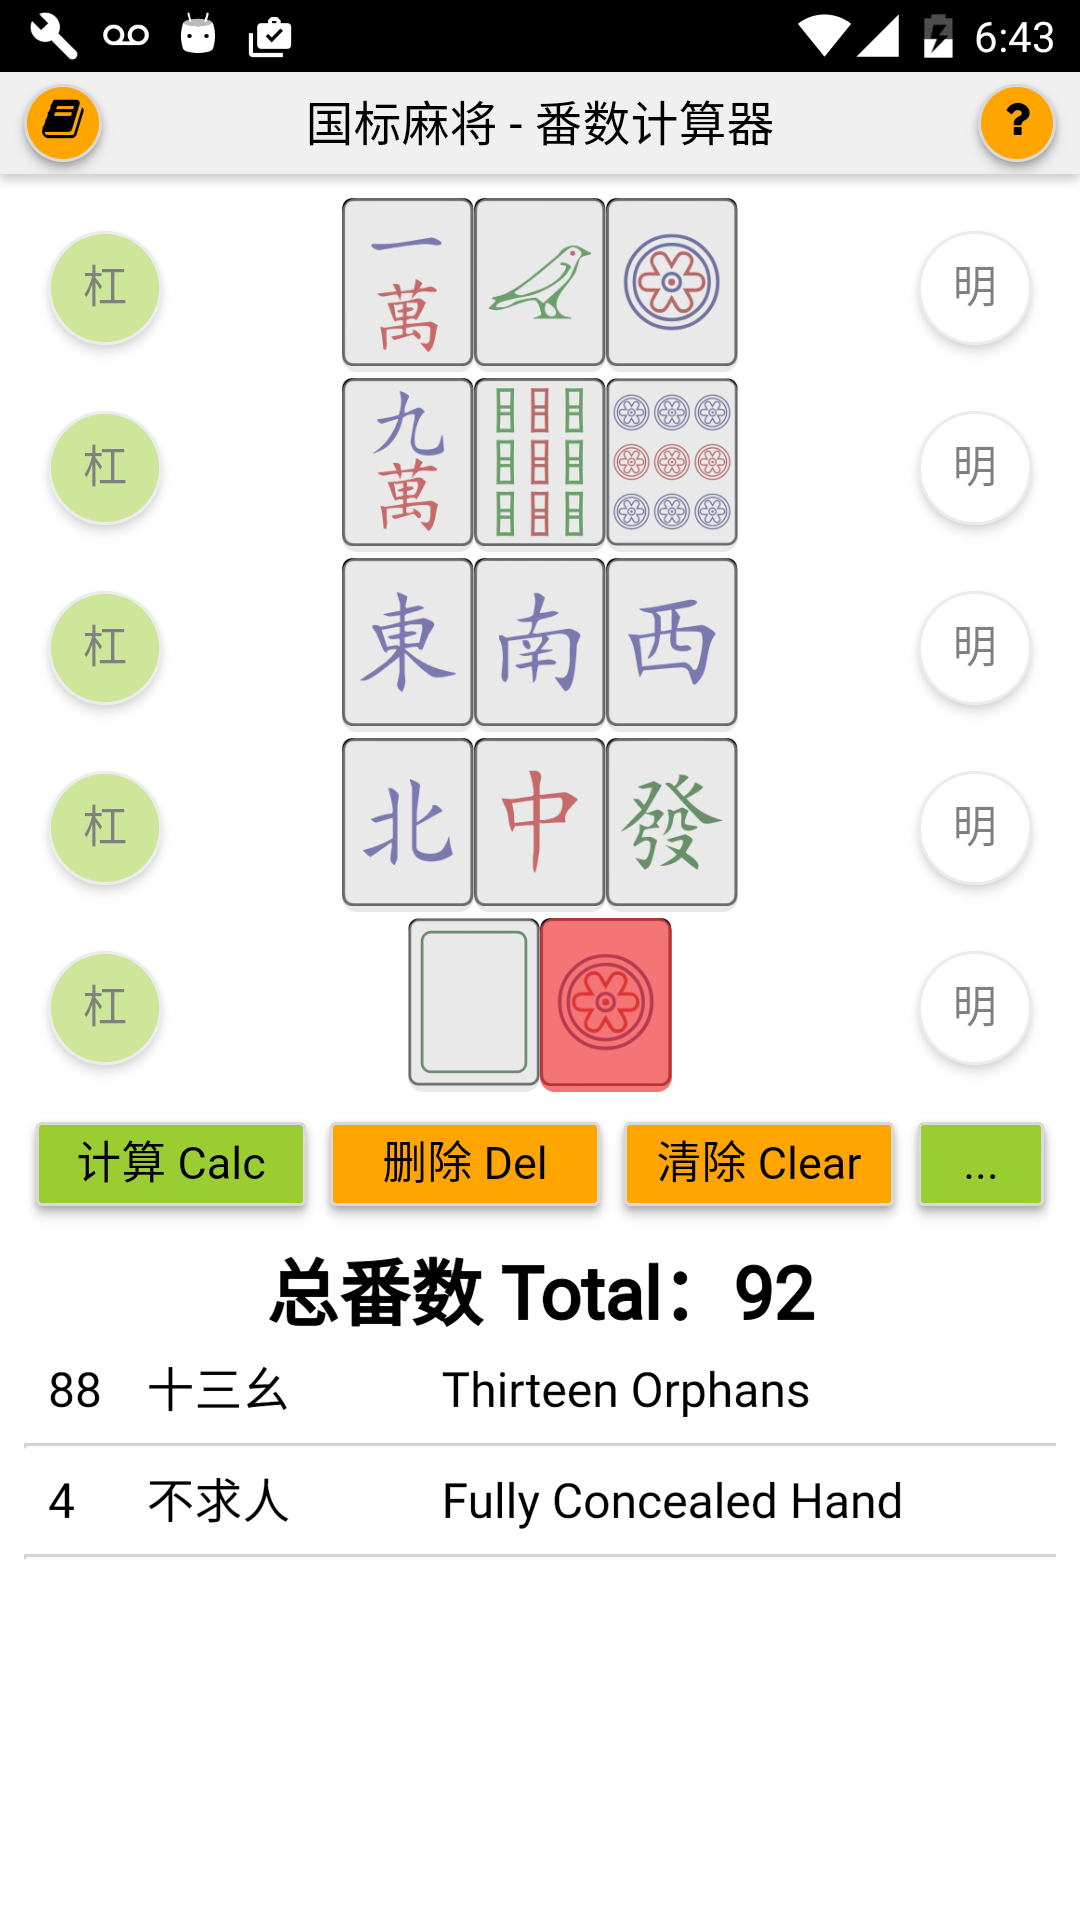 6:43
国标麻将 - 番数计算器
?
杠
一萬
明
杠
九萬
明
杠
東 南 西
明
杠
北 中 發
明
杠
明
计算 Calc 删除 Del 清除 Clear ...
总番数 Total：92
88 十三幺 Thirteen Orphans
4 不求人 Fully Concealed Hand